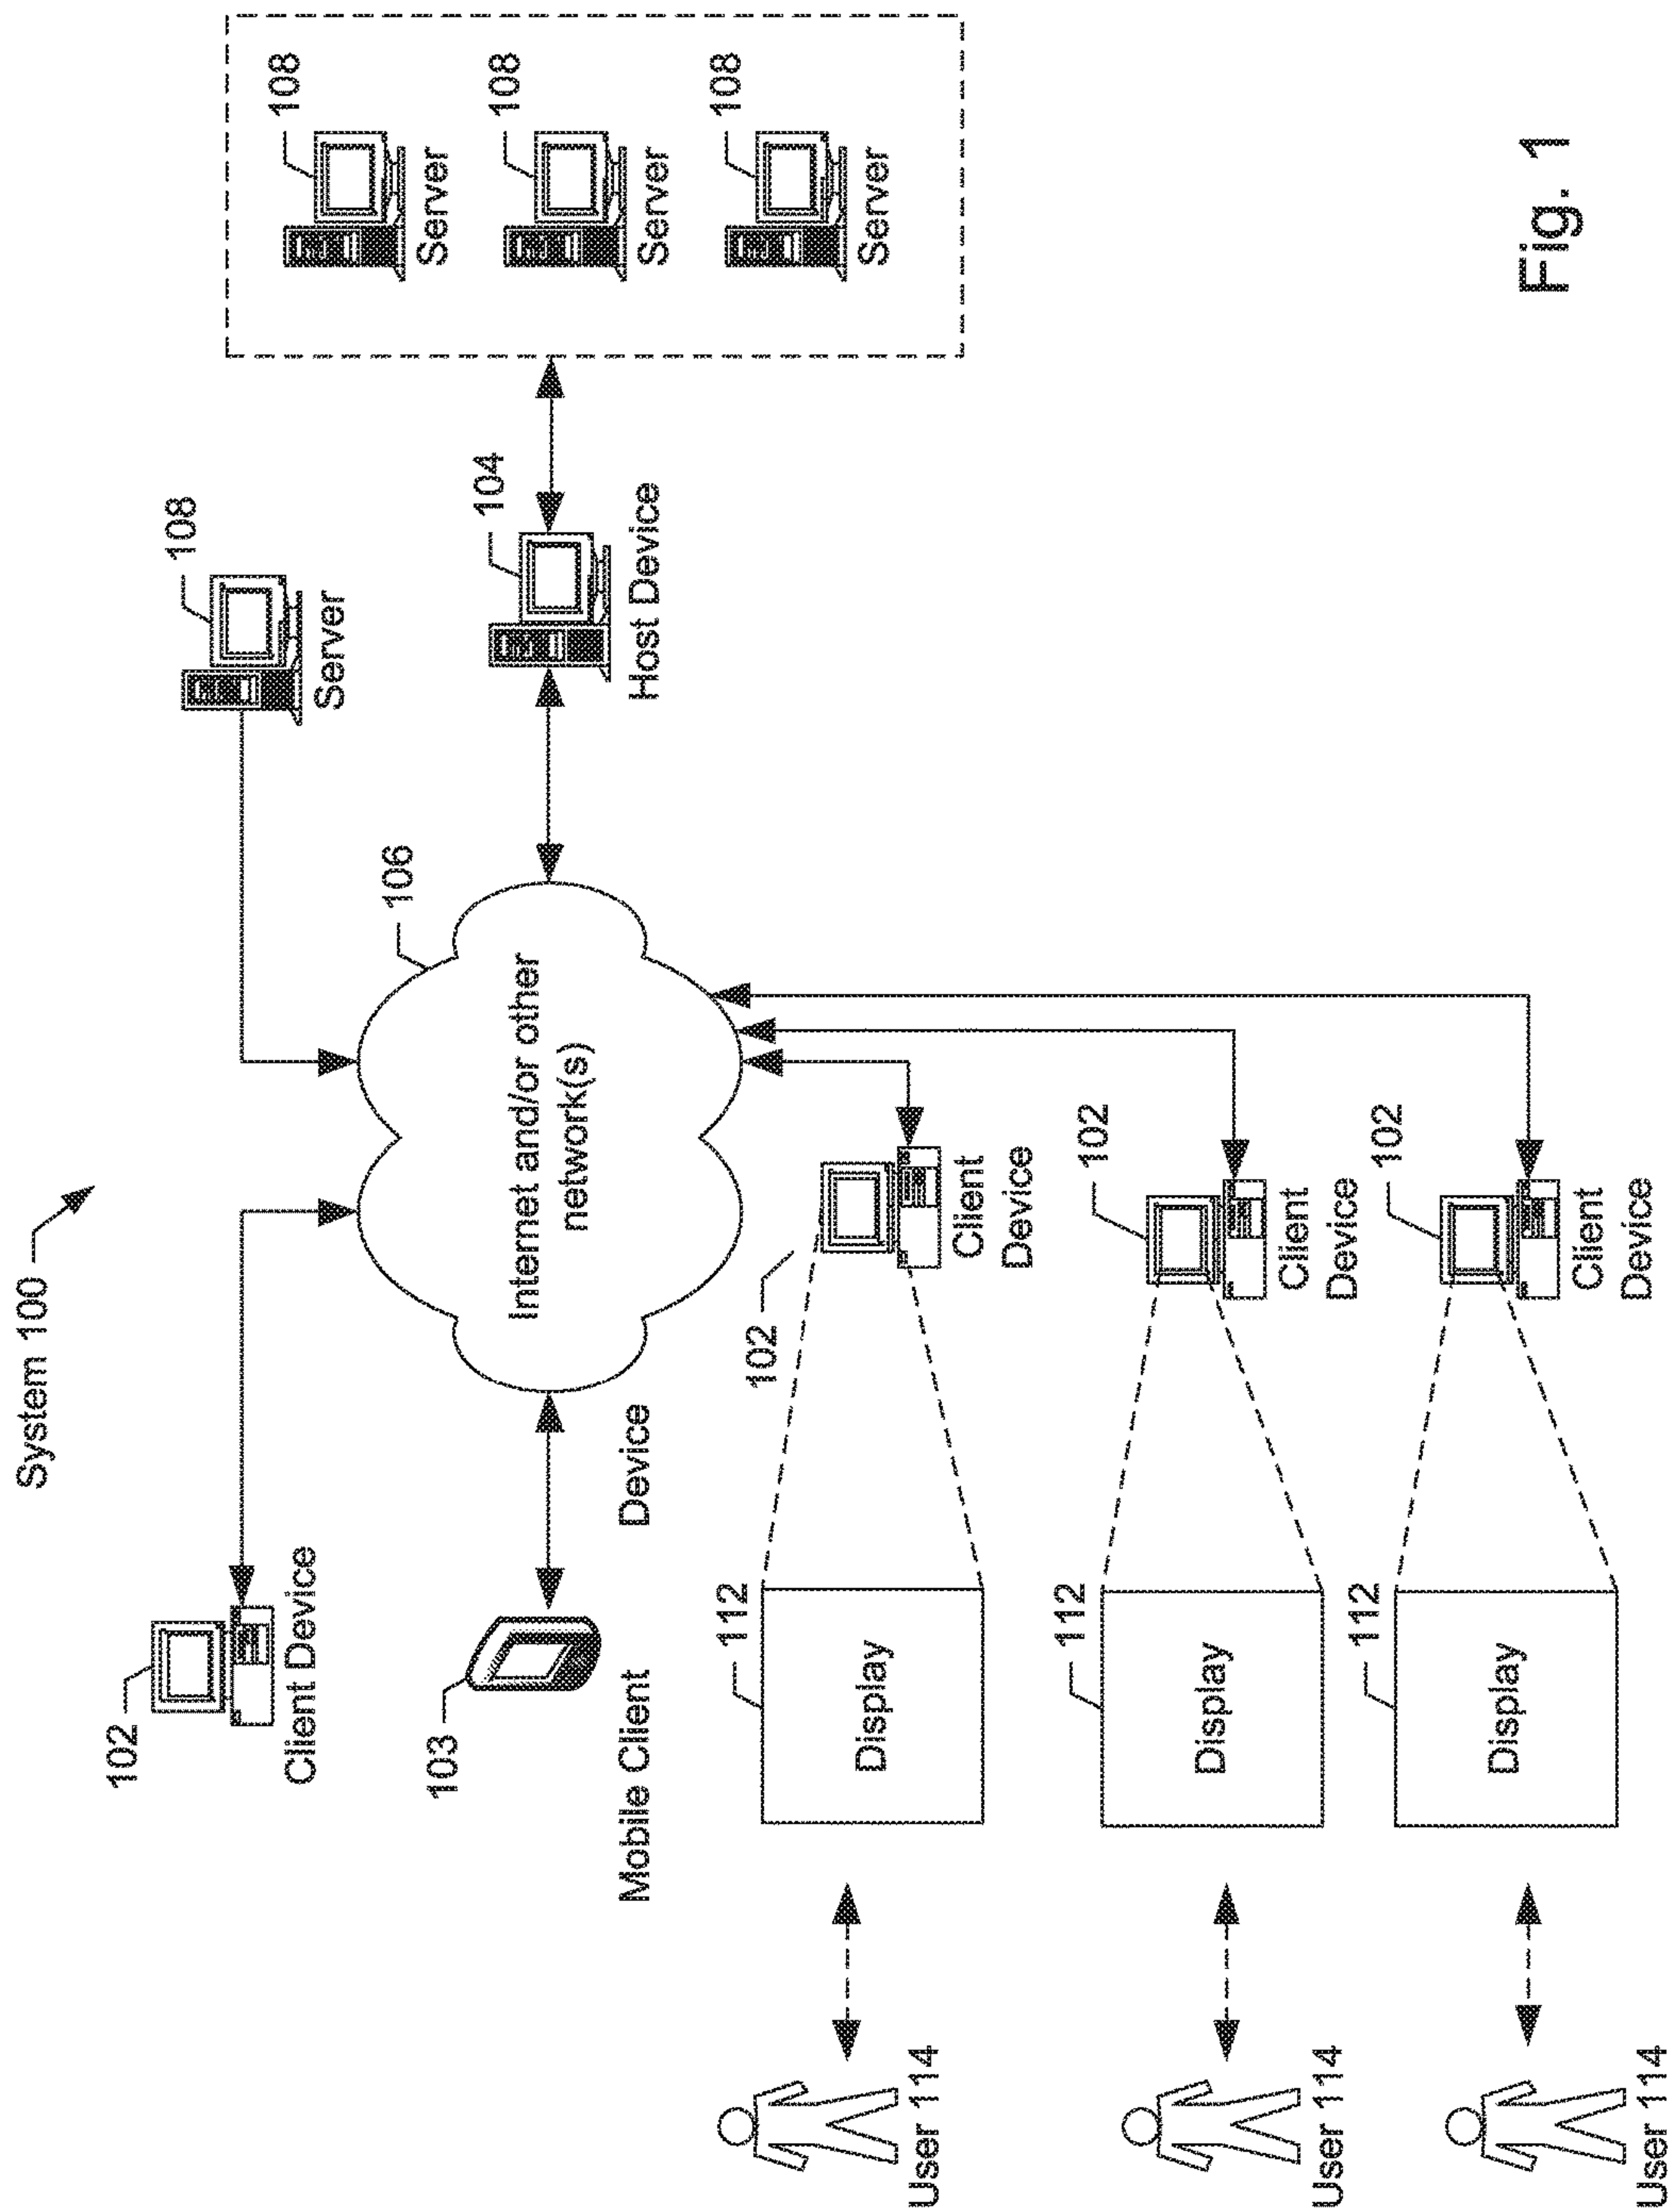 System 100
102
Client Device
108
Server
103
Mobile Client
Device
106
Internet and/or other
network(s)
104
Host Device
108
Server
108
Server
108
Server
User 114
112
Display
102
Client
Device
User 114
112
Display
102
Client
Device
User 114
112
Display
102
Client
Device
Fig. 1